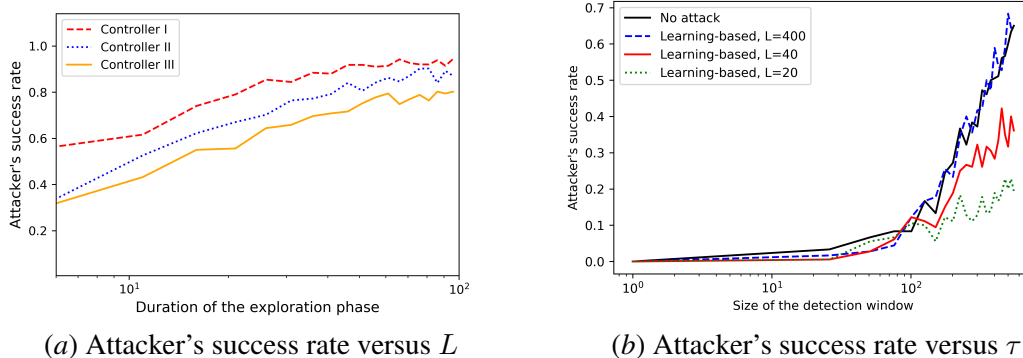 Controller I
Controller II
Controller III
1.0
0.8
0.6
0.4
0.2
Attacker's success rate
10¹
10²
Duration of the exploration phase
(a) Attacker's success rate versus L
No attack
Learning-based, L=400
Learning-based, L=40
Learning-based, L=20
0.7
0.6
0.5
0.4
0.3
0.2
0.1
0.0
Attacker's success rate
10⁰
10¹
10²
Size of the detection window
(b) Attacker's success rate versus τ